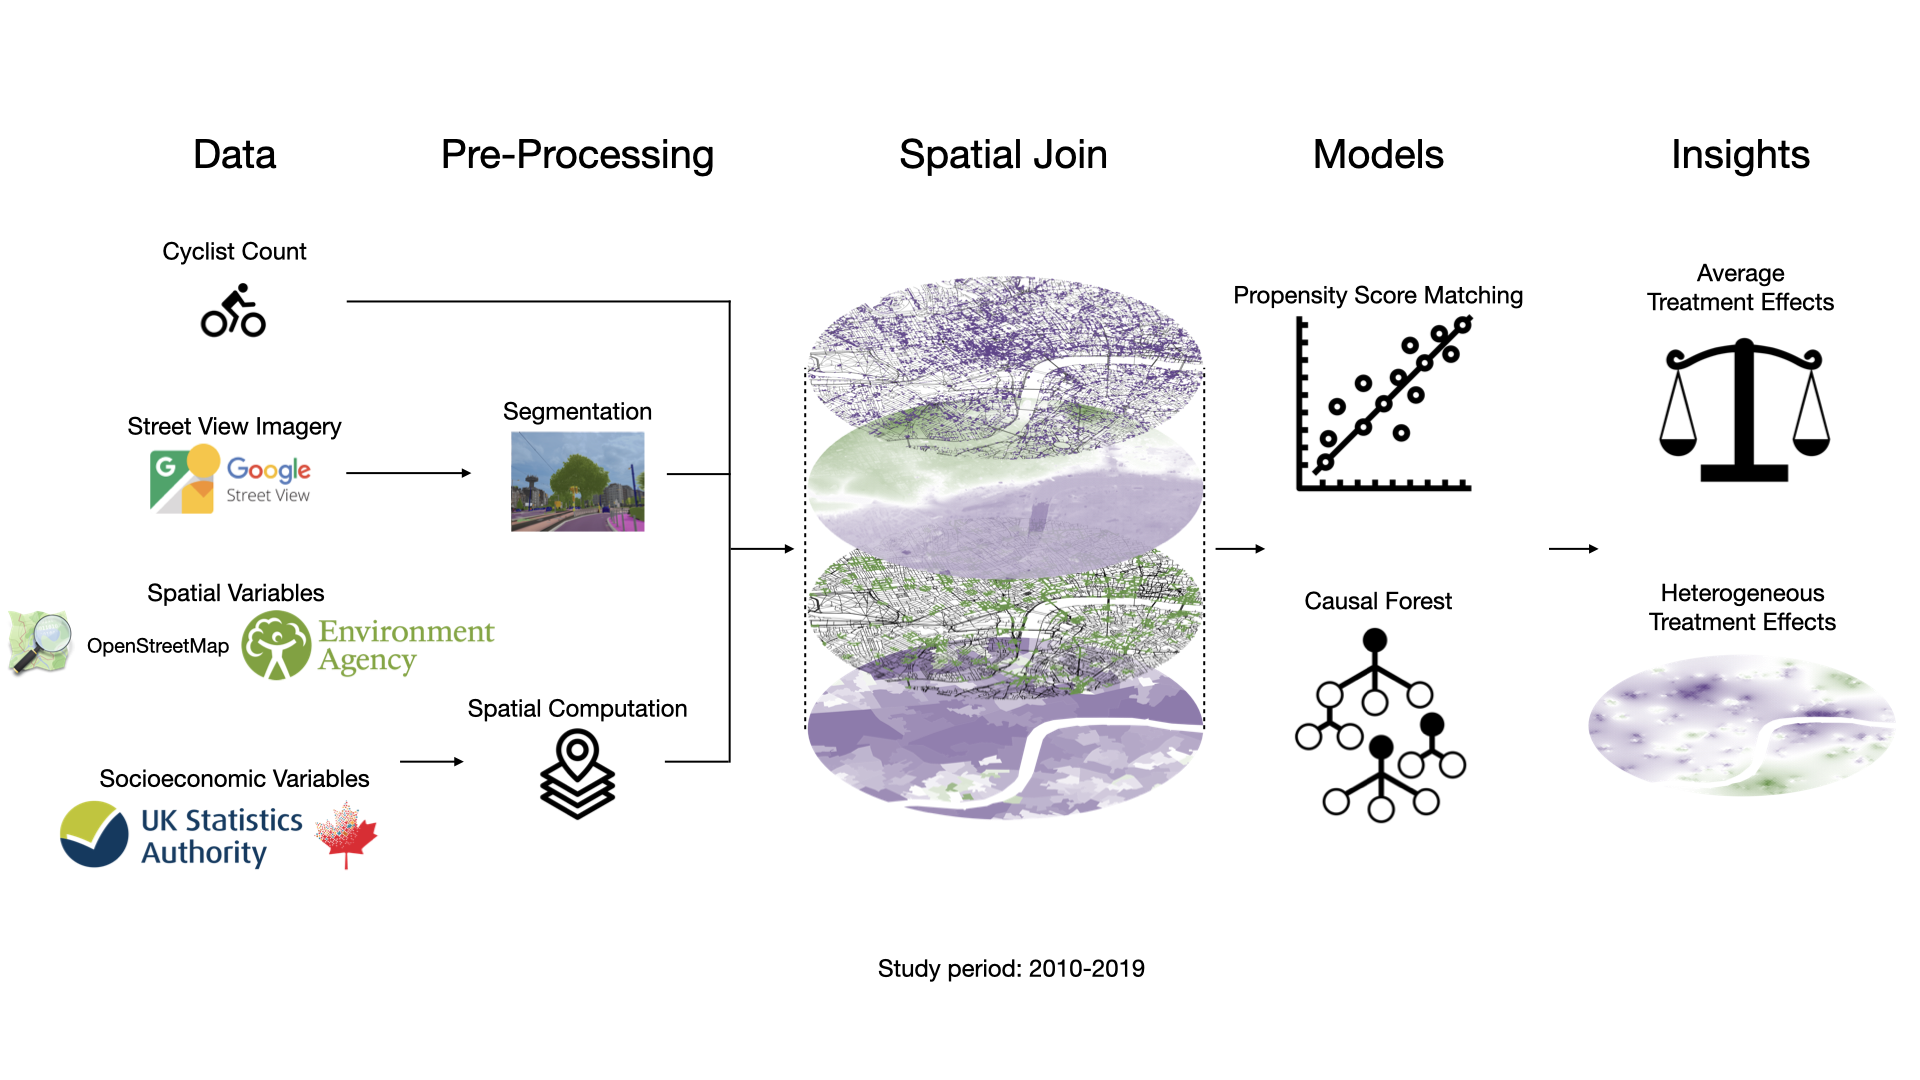 Data
Pre-Processing
Spatial Join
Models
Insights
Cyclist Count
Street View Imagery
G
Google
Street View
Segmentation
Spatial Variables
OpenStreetMap
Environment
Agency
Spatial Computation
Socioeconomic Variables
UK Statistics
Authority
Propensity Score Matching
Causal Forest
Average
Treatment Effects
Heterogeneous
Treatment Effects
Study period: 2010-2019